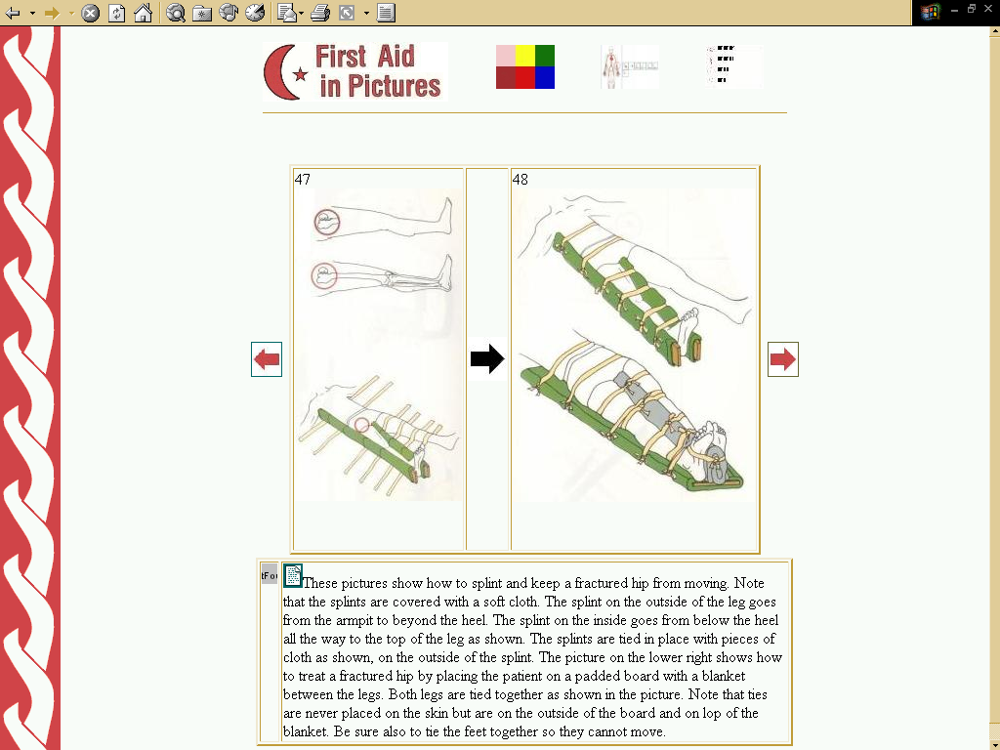 First Aid
in Pictures
47
48
tFou
These pictures show how to splint and keep a fractured hip from moving. Note
that the splints are covered with a soft cloth. The splint on the outside of the leg goes
from the armpit to beyond the heel. The splint on the inside goes from below the heel
all the way to the top of the leg as shown. The splints are tied in place with pieces of
cloth as shown, on the outside of the splint. The picture on the lower right shows how
to treat a fractured hip by placing the patient on a padded board with a blanket
between the legs. Both legs are tied together as shown in the picture. Note that ties
are never placed on the skin but are on the outside of the board and on lop of the
blanket. Be sure also to tie the feet together so they cannot move.